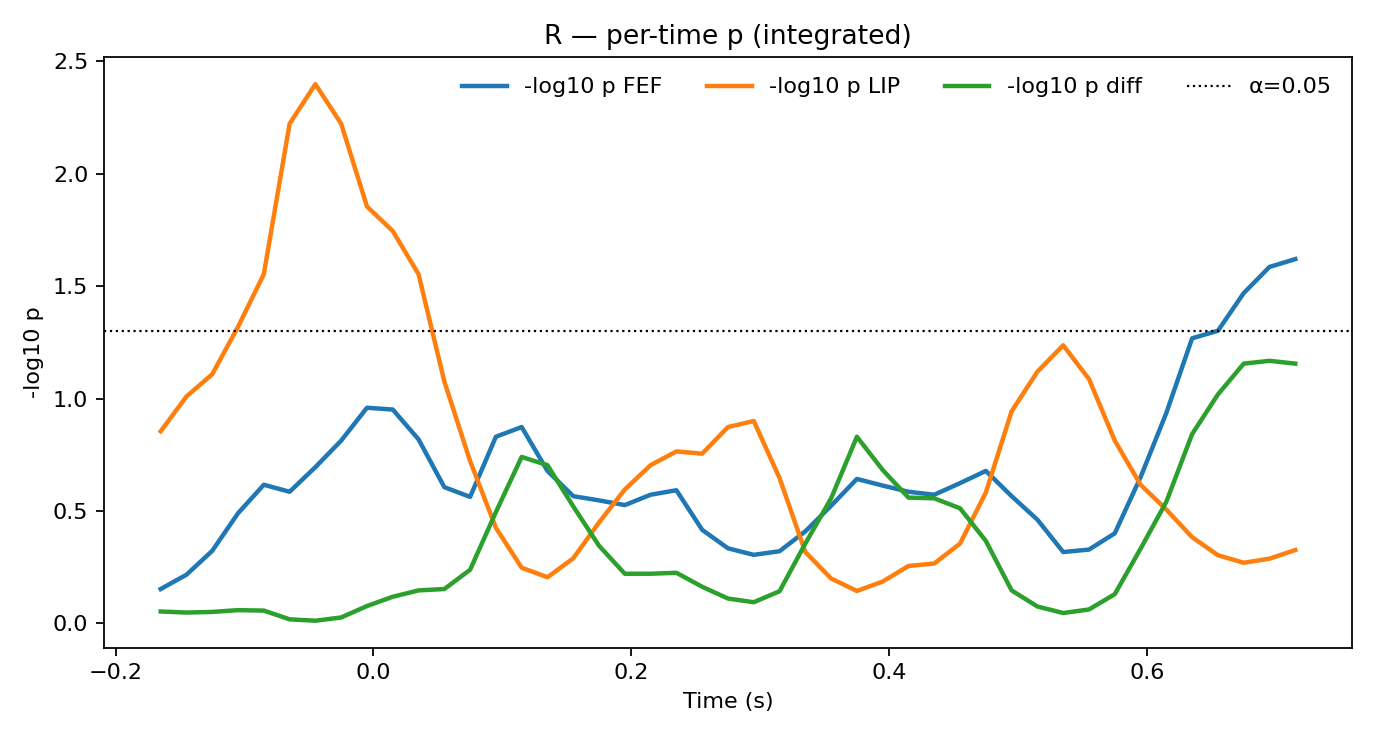 R — per-time p (integrated)
-log10 p FEF -log10 p LIP -log10 p diff α=0.05
2.5
2.0
1.5
1.0
0.5
0.0
-log10 p
−0.2 0.0 0.2 0.4 0.6
Time (s)